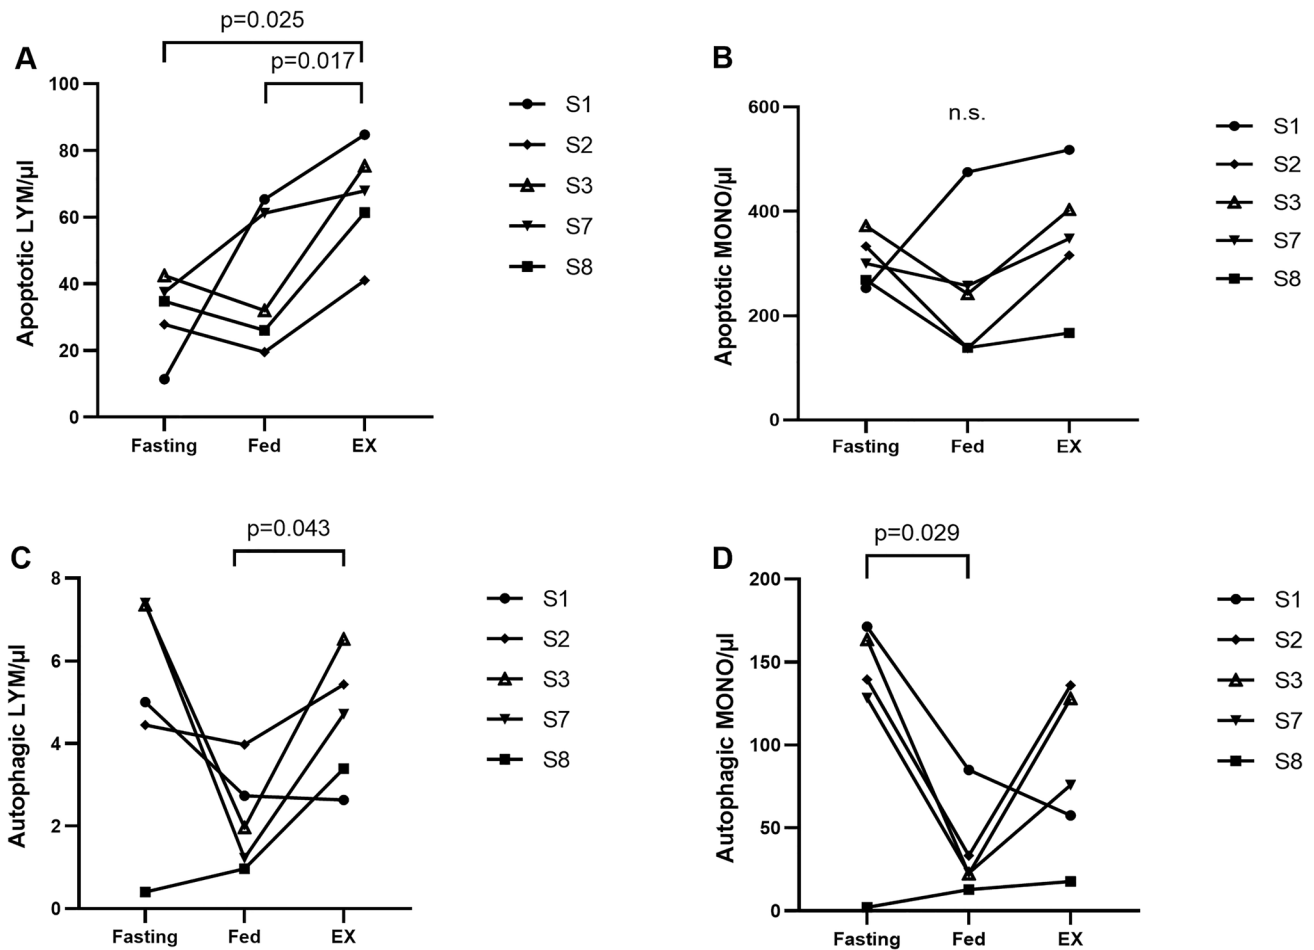 A
p=0.025
p=0.017
Apoptotic LYM/µl
100
80
60
40
20
0
Fasting
Fed
EX
S1
S2
S3
S7
S8
B
n.s.
Apoptotic MONO/µl
600
400
200
0
Fasting
Fed
EX
S1
S2
S3
S7
S8
C
p=0.043
Autophagic LYM/µl
8
6
4
2
0
Fasting
Fed
EX
S1
S2
S3
S7
S8
D
p=0.029
Autophagic MONO/µl
200
150
100
50
0
Fasting
Fed
EX
S1
S2
S3
S7
S8